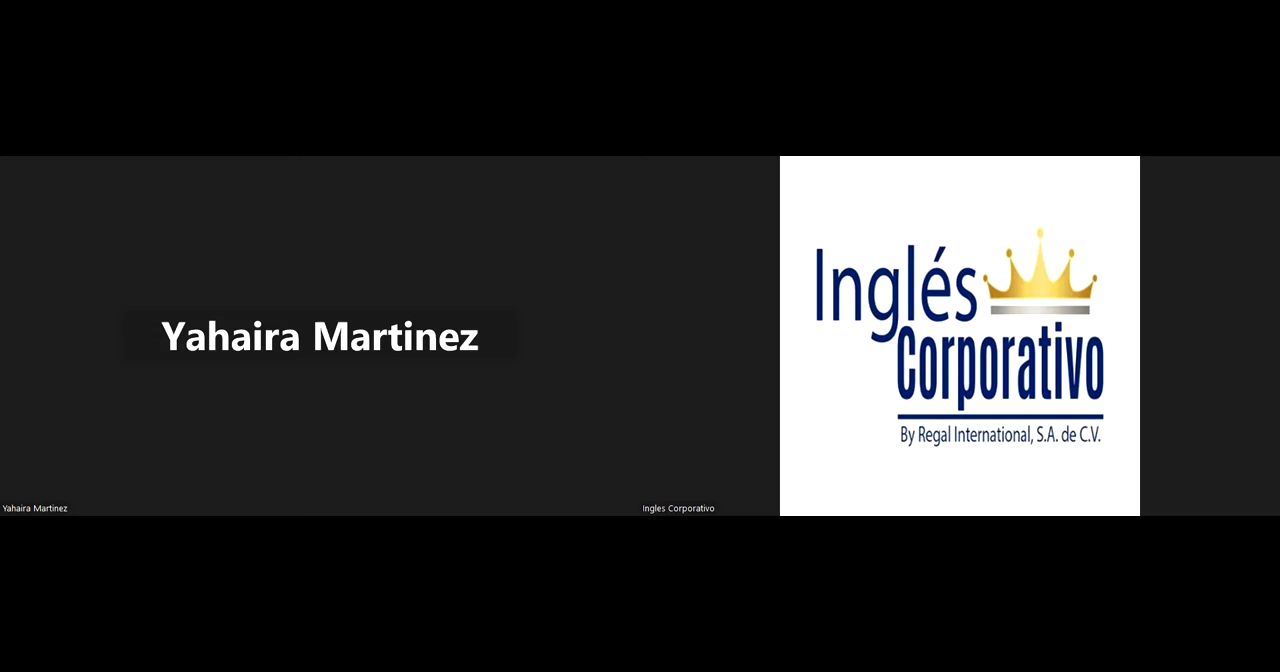 Yahaira Martinez
Yahaira Martinez
Inglés
Corporativo
By Regal International, S.A. de C.V.
Ingles Corporativo